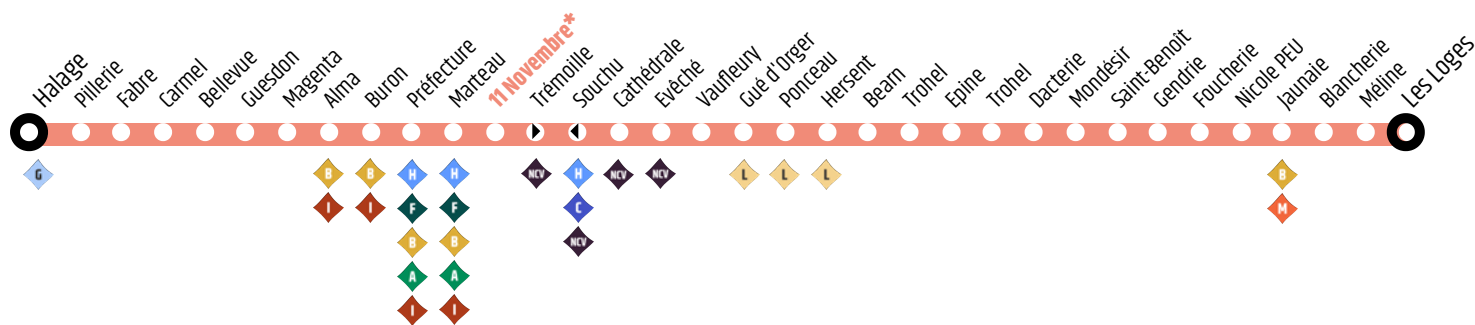 Halage
Pillerie
Fabre
Carmel
Bellevue
Guesdon
Magenta
Alma
Buron
Préfecture
Marteau
11 Novembre*
Trémoille
Souchu
Cathédrale
Evêché
Vaufleury
Gué d'Orger
Ponceau
Hersent
Bearn
Trohel
Epine
Trohel
Dacterie
Mondésir
Saint-Benoît
Gendrie
Foucherie
Nicole PEU
Jaunaie
Blancherie
Méline
Les Loges
G
B
B
H
H
NCV
H
NCV
NCV
L
L
L
B
I
I
F
F
C
M
B
B
NCV
A
A
I
I